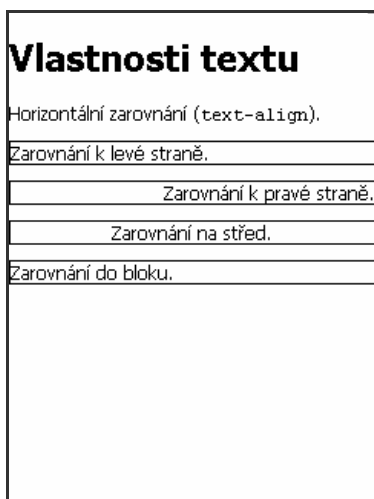 Vlastnosti textu
Horizontální zarovnání (text-align).
Zarovnání k levé straně.
Zarovnání k pravé straně.
Zarovnání na střed.
Zarovnání do bloku.